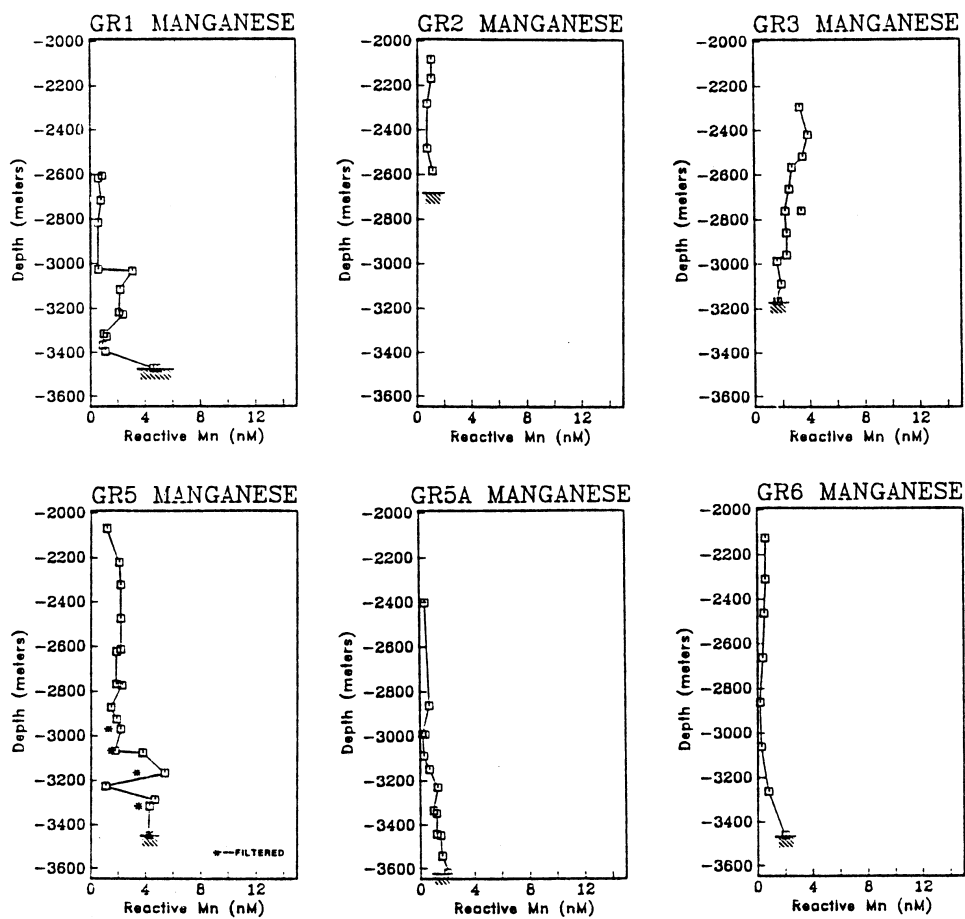 GR1 MANGANESE
-2000
-2200
-2400
-2600
-2800
-3000
-3200
-3400
-3600
Depth (meters)
0 4 8 12
Reactive Mn (nM)
GR2 MANGANESE
-2000
-2200
-2400
-2600
-2800
-3000
-3200
-3400
-3600
Depth (meters)
0 4 8 12
Reactive Mn (nM)
GR3 MANGANESE
-2000
-2200
-2400
-2600
-2800
-3000
-3200
-3400
-3600
Depth (meters)
0 4 8 12
Reactive Mn (nM)
GR5 MANGANESE
-2000
-2200
-2400
-2600
-2800
-3000
-3200
-3400
-3600
Depth (meters)
*--FILTERED
0 4 8 12
Reactive Mn (nM)
GR5A MANGANESE
-2000
-2200
-2400
-2600
-2800
-3000
-3200
-3400
-3600
Depth (meters)
0 4 8 12
Reactive Mn (nM)
GR6 MANGANESE
-2000
-2200
-2400
-2600
-2800
-3000
-3200
-3400
-3600
Depth (meters)
0 4 8 12
Reactive Mn (nM)